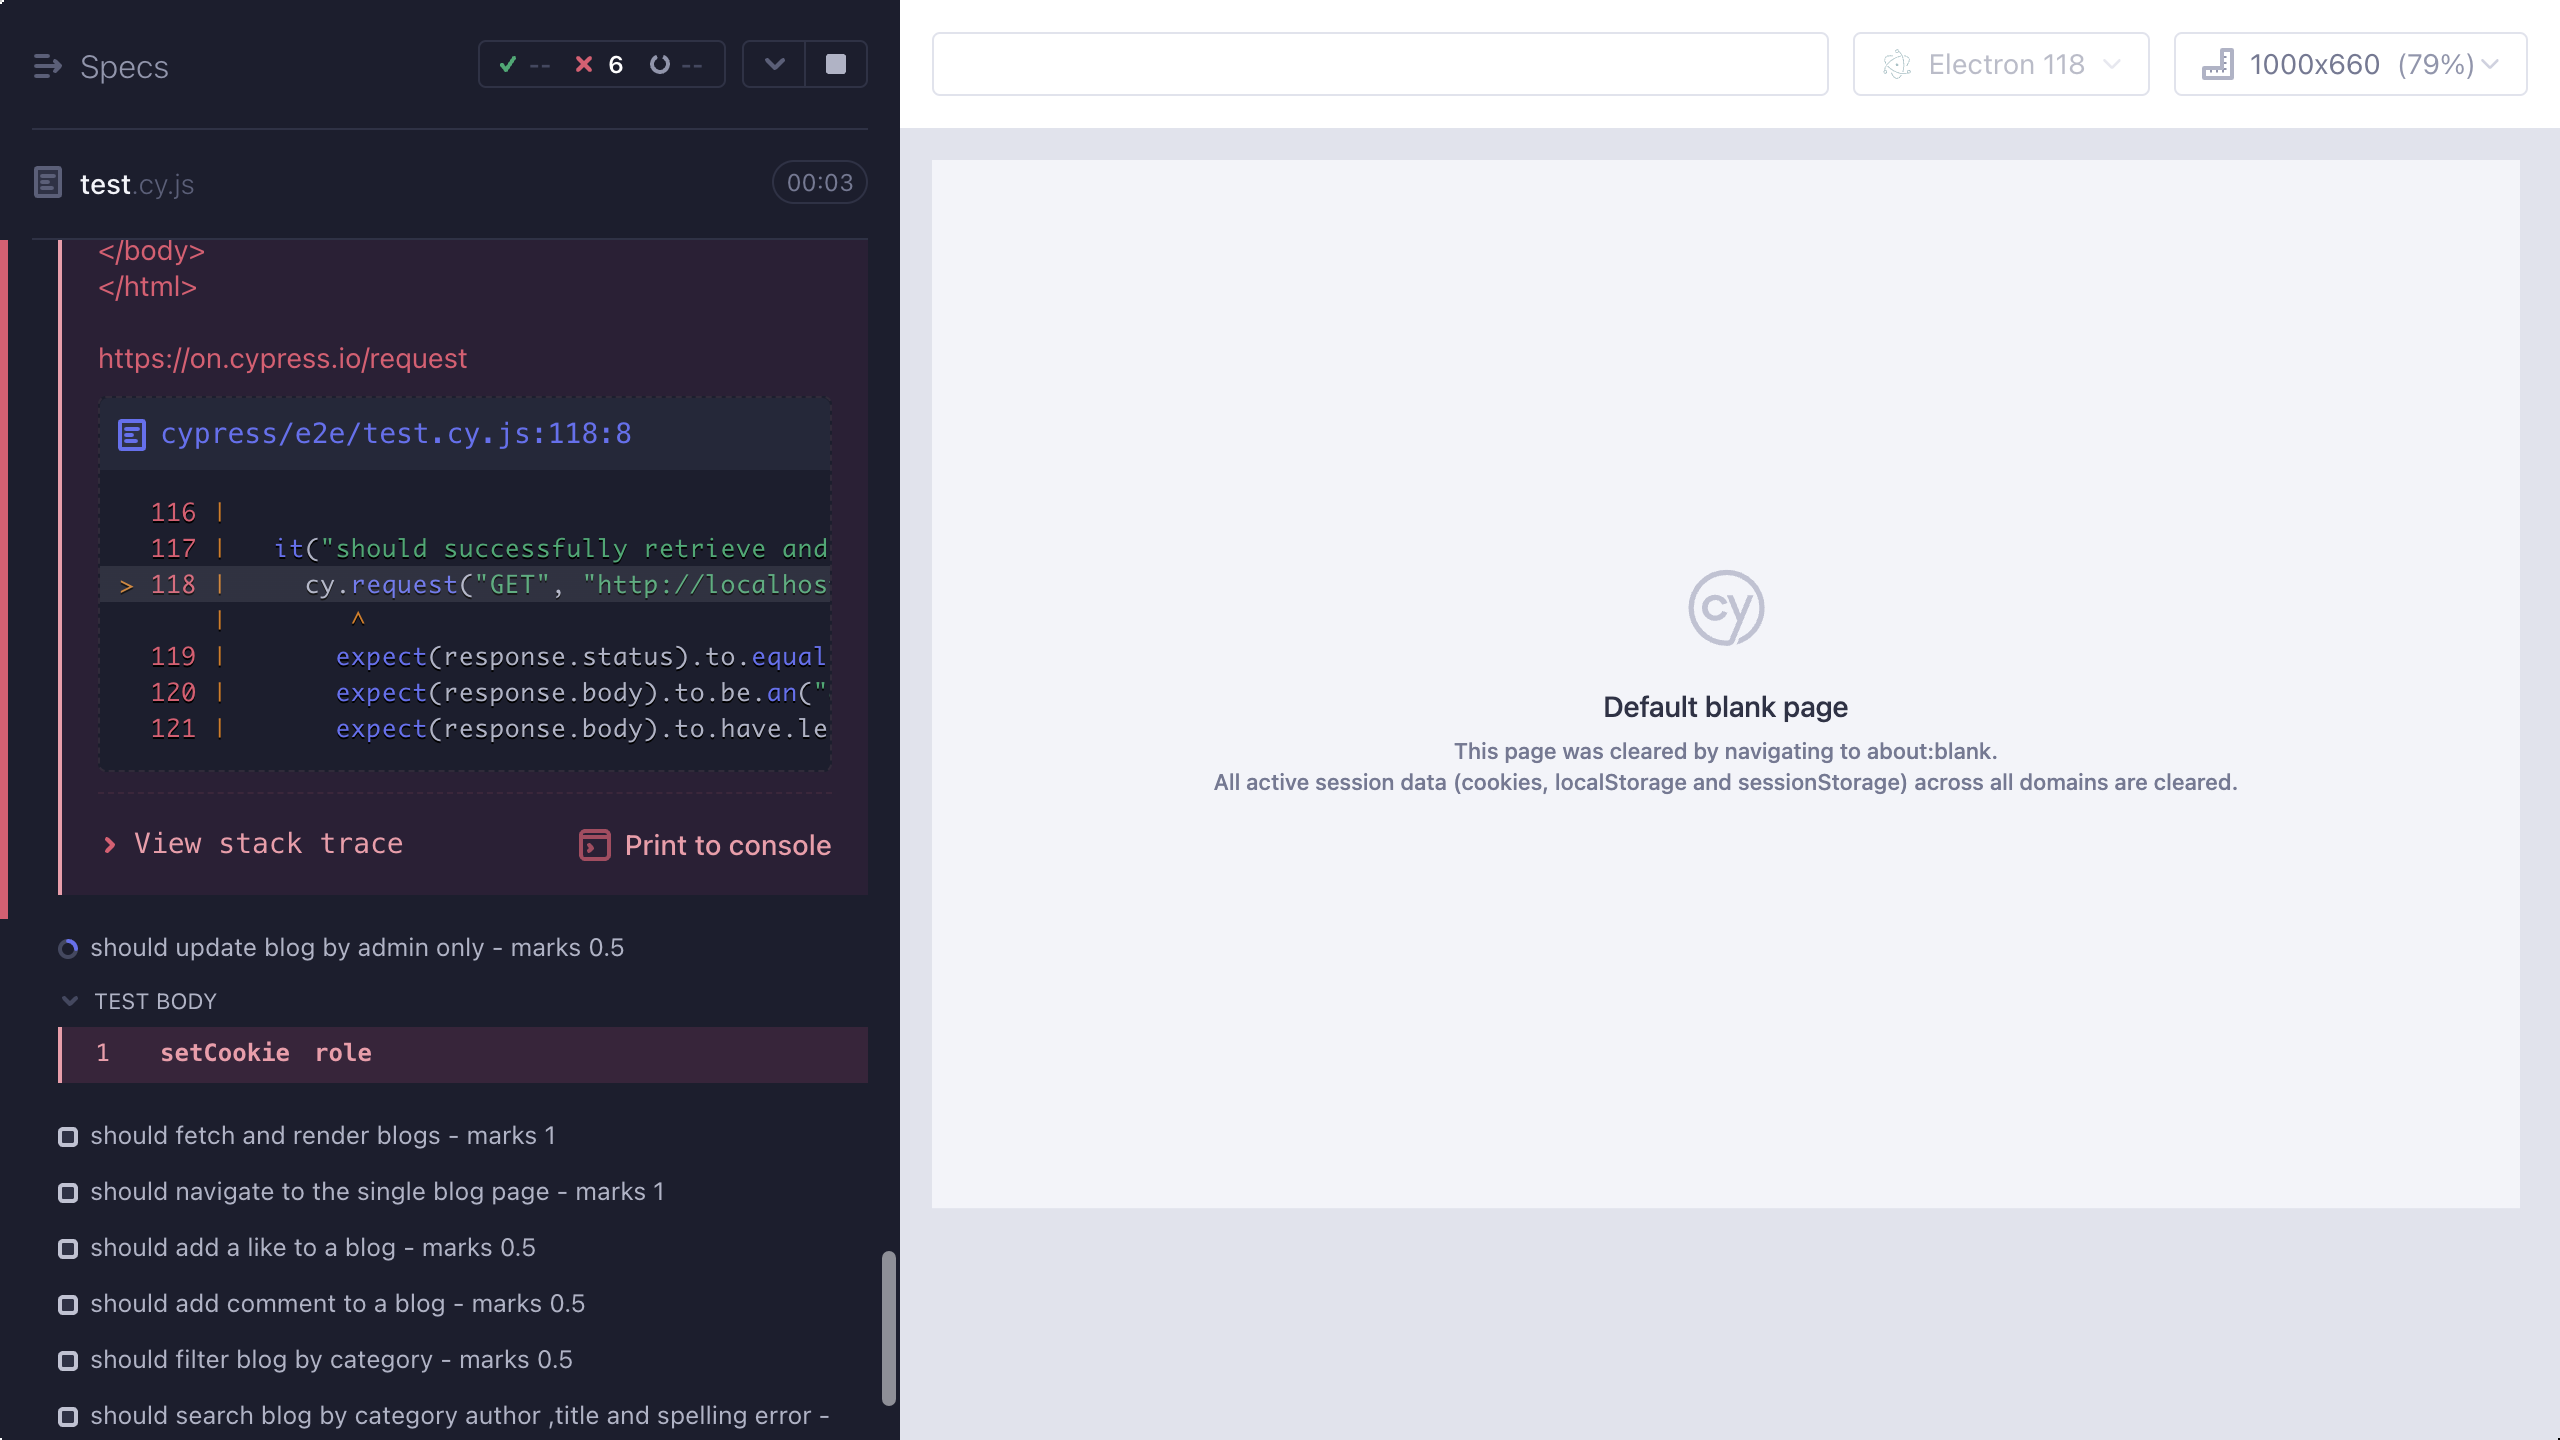 Specs
-- 6 --
test.cy.js
00:03
</body>
</html>
https://on.cypress.io/request
cypress/e2e/test.cy.js:118:8
116 |
117 | it("should successfully retrieve and
> 118 | cy.request("GET", "http://localhos
| ^
119 | expect(response.status).to.equal
120 | expect(response.body).to.be.an("
121 | expect(response.body).to.have.le
View stack trace
Print to console
should update blog by admin only - marks 0.5
TEST BODY
1 setCookie role
should fetch and render blogs - marks 1
should navigate to the single blog page - marks 1
should add a like to a blog - marks 0.5
should add comment to a blog - marks 0.5
should filter blog by category - marks 0.5
should search blog by category author ,title and spelling error -
Electron 118
1000x660 (79%)
cy
Default blank page
This page was cleared by navigating to about:blank.
All active session data (cookies, localStorage and sessionStorage) across all domains are cleared.